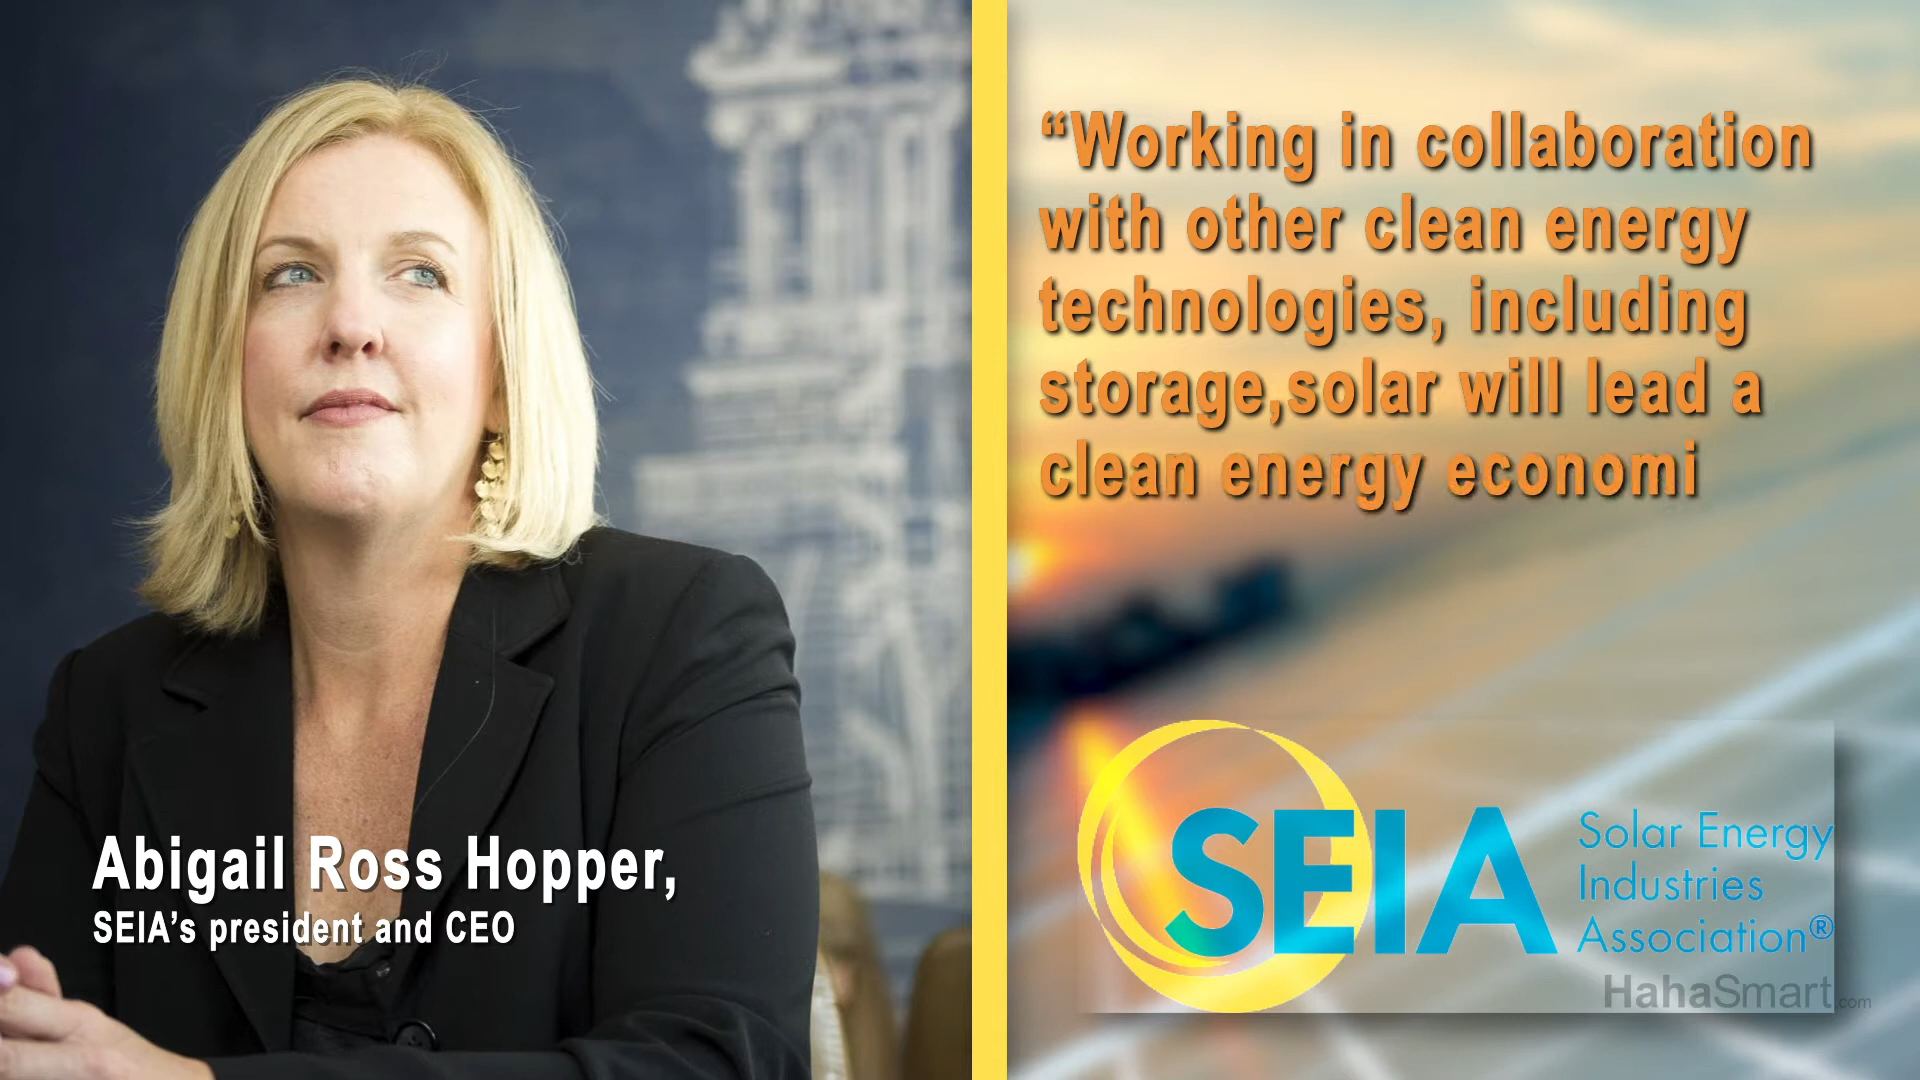 Abigail Ross Hopper,
SEIA’s president and CEO
“Working in collaboration
with other clean energy
technologies, including
storage,solar will lead a
clean energy economi
SEIA
Solar Energy
Industries
Association®
HahaSmart.com